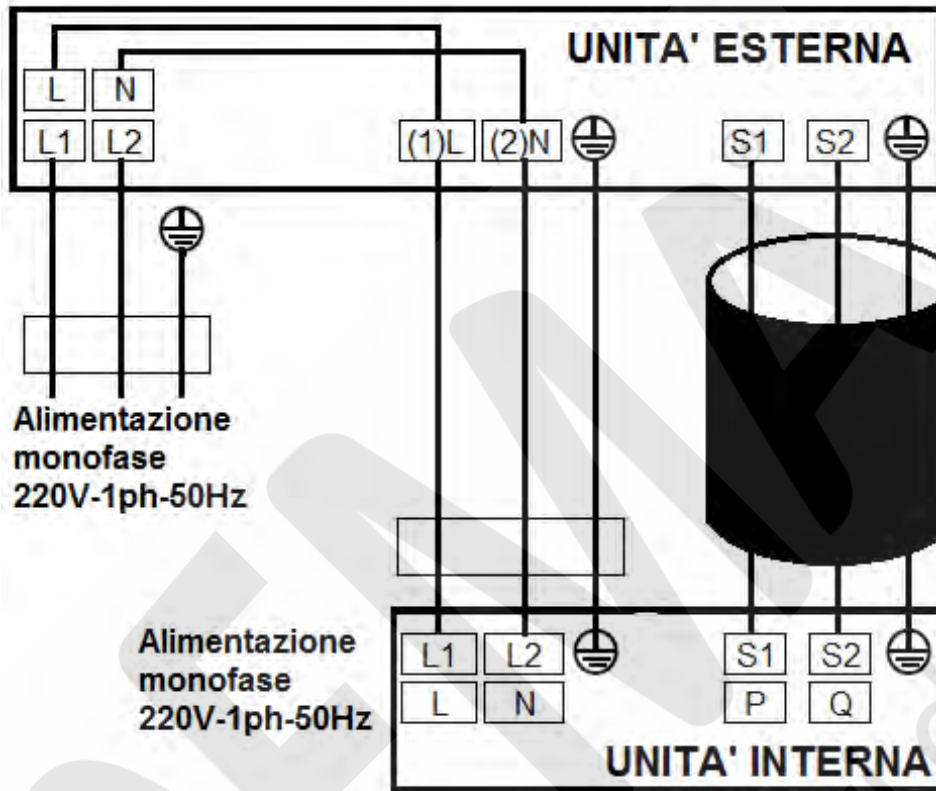 UNITA' ESTERNA
L N
L1 L2 (1)L (2)N S1 S2
Alimentazione
monofase
220V-1ph-50Hz
Alimentazione
monofase
220V-1ph-50Hz
L1 L2 S1 S2
L N P Q
UNITA' INTERNA